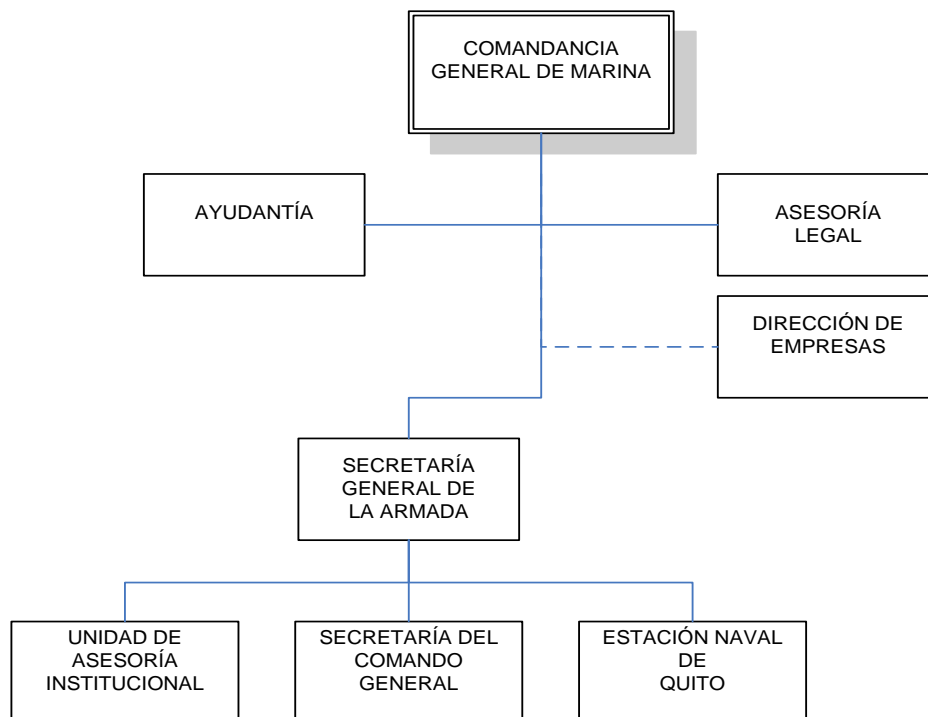 COMANDANCIA
GENERAL DE MARINA
AYUDANTÍA
ASESORÍA
LEGAL
DIRECCIÓN DE
EMPRESAS
SECRETARÍA
GENERAL DE
LA ARMADA
UNIDAD DE
ASESORÍA
INSTITUCIONAL
SECRETARÍA DEL
COMANDO
GENERAL
ESTACIÓN NAVAL
DE
QUITO